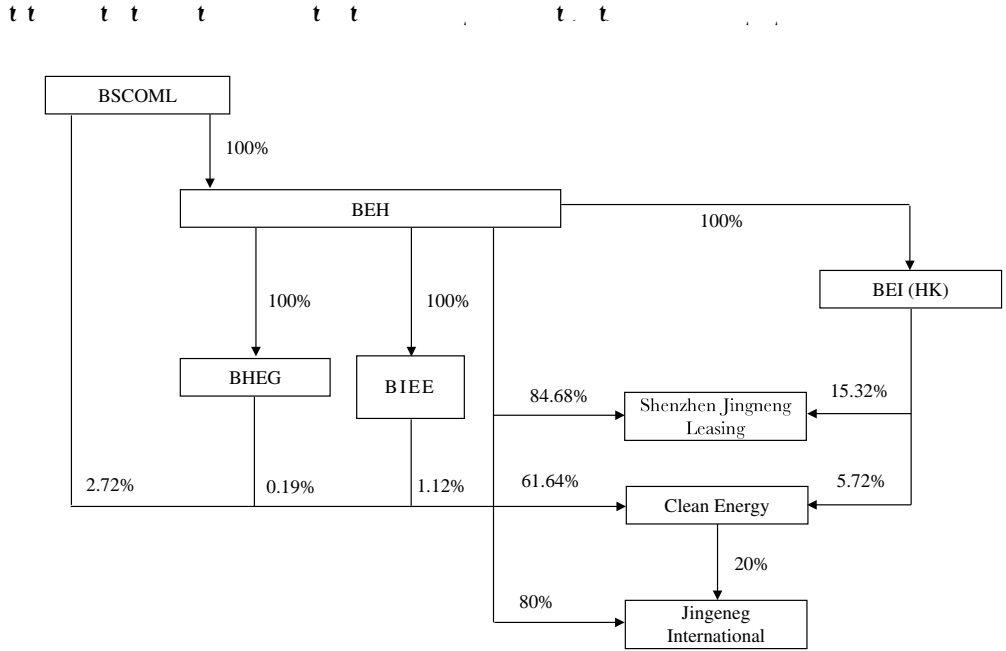 BSCOML
100%
BEH
100%
BEI (HK)
100%
100%
BHEG
BIEE
84.68%
Shenzhen Jingneng
Leasing
15.32%
2.72%
0.19%
1.12%
61.64%
Clean Energy
5.72%
20%
80%
Jingeneg
International